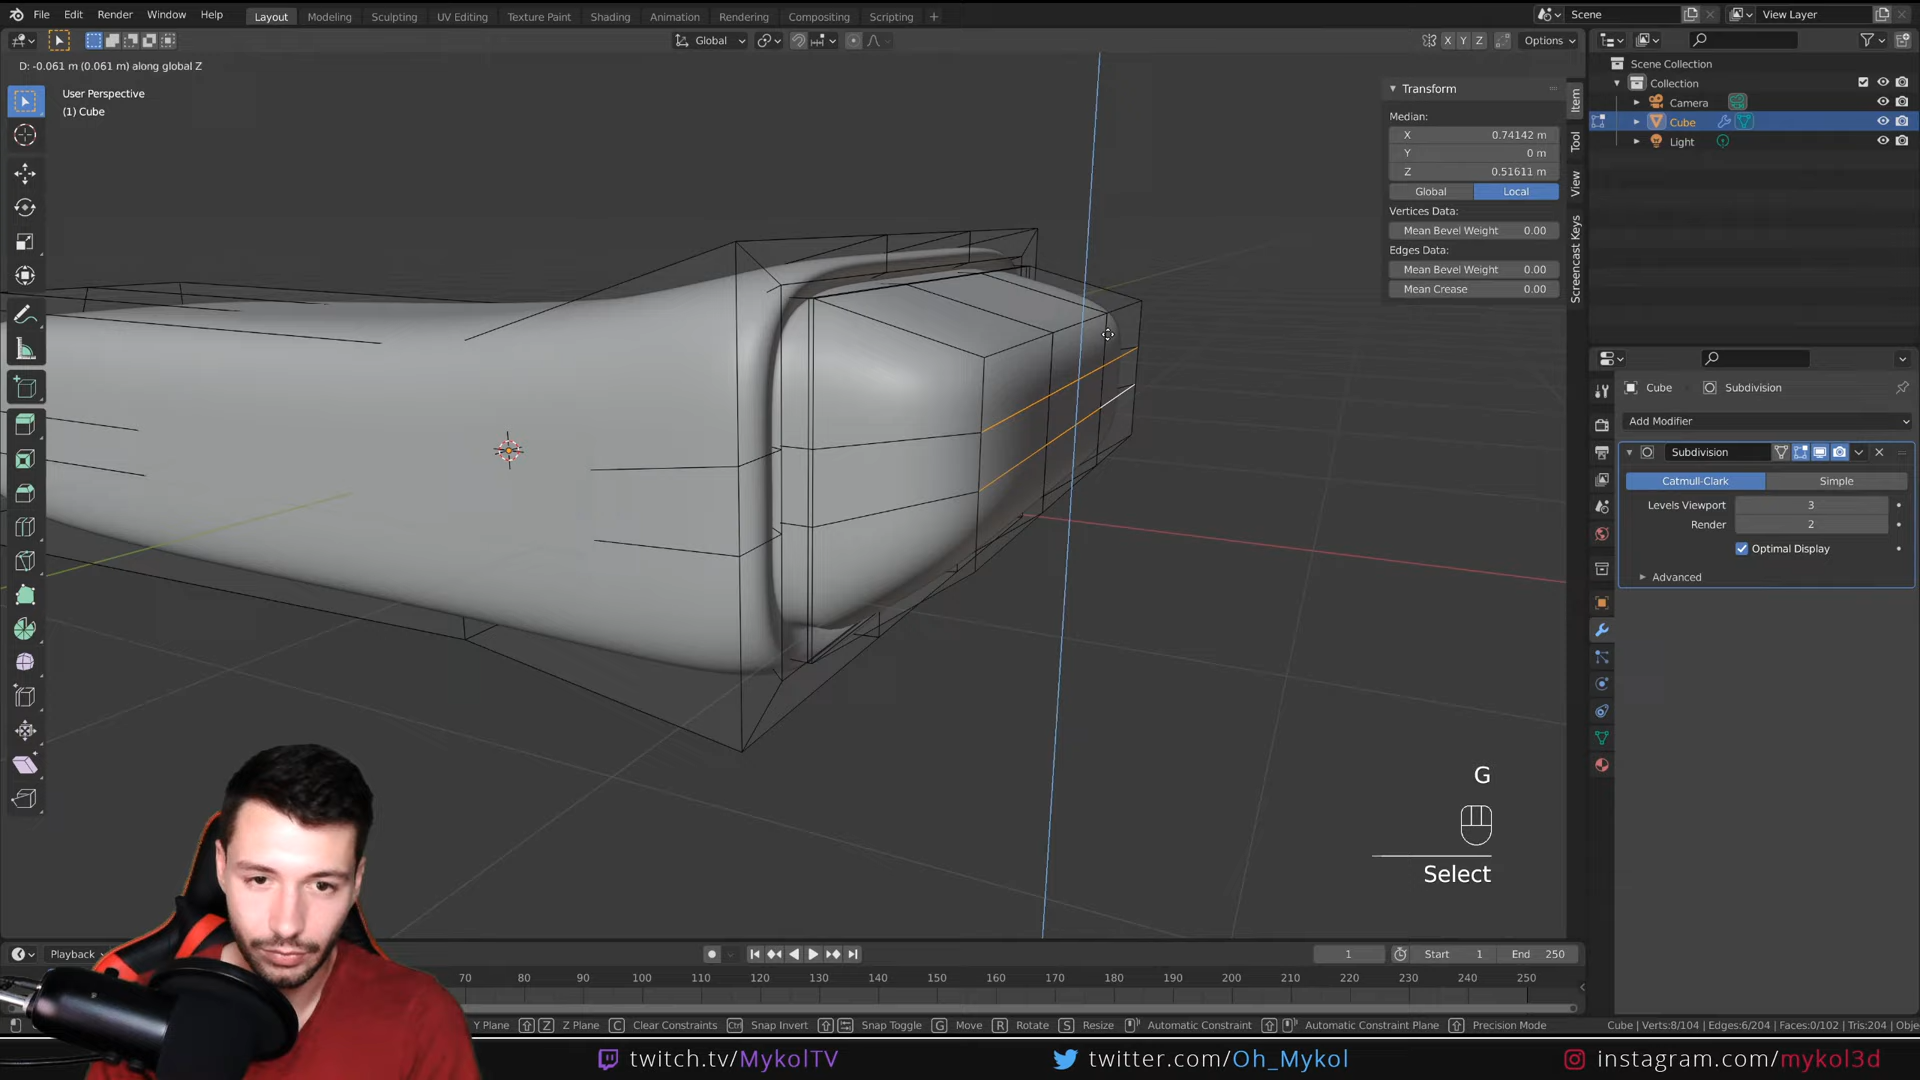 File Edit Render Window Help Layout Modeling Sculpting UV Editing Texture Paint Shading Animation Rendering Compositing Scripting + Scene View Layer
Global X Y Z Options
D: -0.061 m (0.061 m) along global Z
User Perspective
(1) Cube
Transform
Median:
X 0.74142 m
Y 0 m
Z 0.51611 m
Global Local
Vertices Data:
Mean Bevel Weight 0.00
Edges Data:
Mean Bevel Weight 0.00
Mean Crease 0.00
Item
Tool
View
Screencast Keys
Scene Collection
Collection
Camera
Cube
Light
Cube Subdivision
Add Modifier
Subdivision
Catmull-Clark Simple
Levels Viewport 3
Render 2
Optimal Display
Advanced
G
Select
Playback 1 Start 1 End 250
70 80 90 100 110 120 130 140 150 160 170 180 190 200 210 220 230 240 250
Y Plane Z Z Plane C Clear Constraints Ctrl Snap Invert Snap Toggle G Move R Rotate S Resize Automatic Constraint Automatic Constraint Plane Precision Mode Cube | Verts:8/104 | Edges:6/204 | Faces:0/102 | Tris:204 | Obje
twitch.tv/MykolTV twitter.com/Oh_Mykol instagram.com/mykol3d